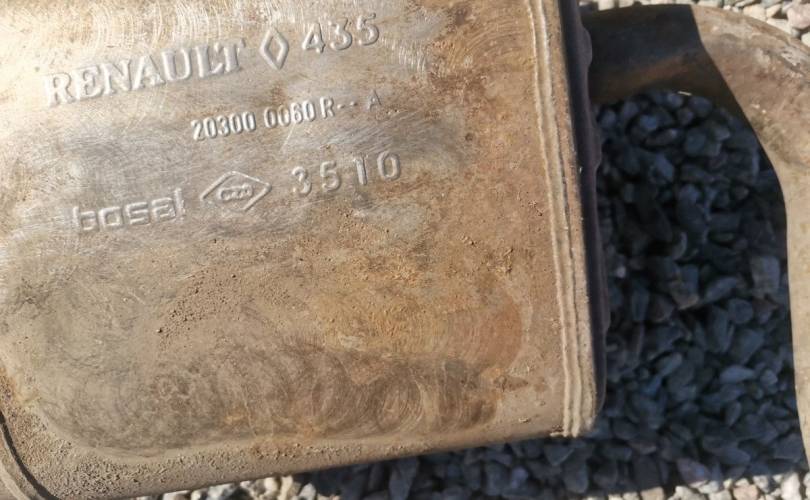 RENAULT 435
20300 0060R-- A
bosal 3510